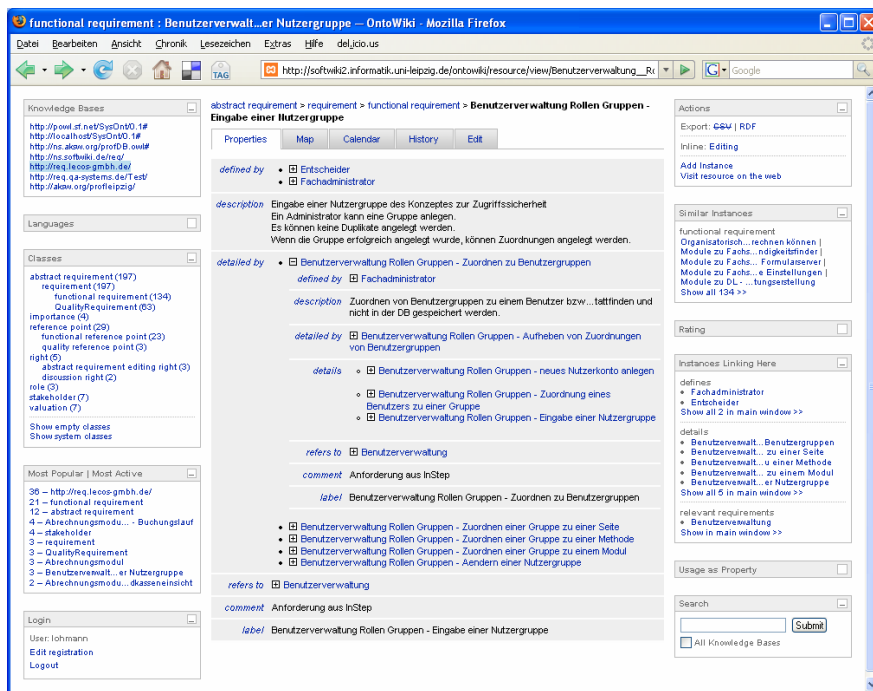 functional requirement : Benutzerverwalt...er Nutzergruppe — OntoWiki - Mozilla Firefox
Datei Bearbeiten Ansicht Chronik Lesezeichen Extras Hilfe del.icio.us
TAG http://softwiki2.informatik.uni-leipzig.de/ontowiki/resource/view/Benutzerverwaltung__Ro Google
Knowledge Bases
http://powl.sf.net/SysOnt/0.1#
http://localhost/SysOnt/0.1#
http://ns.aksw.org/profDB.owl#
http://ns.softwiki.de/req/
http://req.lecos-gmbh.de/
http://req.qa-systems.de/Test/
http://aksw.org/profleipzig/
Languages
Classes
abstract requirement (197)
requirement (197)
functional requirement (134)
QualityRequirement (63)
importance (4)
reference point (29)
functional reference point (23)
quality reference point (3)
right (5)
abstract requirement editing right (3)
discussion right (2)
role (3)
stakeholder (7)
valuation (7)
Show empty classes
Show system classes
Most Popular | Most Active
36 – http://req.lecos-gmbh.de/
21 – functional requirement
12 – abstract requirement
4 – Abrechnungsmodu... - Buchungslauf
4 – stakeholder
3 – requirement
3 – QualityRequirement
3 – Abrechnungsmodul
3 – Benutzerverwalt...er Nutzergruppe
2 – Abrechnungsmodu...dkasseneinsicht
Login
User: lohmann
Edit registration
Logout
abstract requirement > requirement > functional requirement > Benutzerverwaltung Rollen Gruppen -
Eingabe einer Nutzergruppe
Properties Map Calendar History Edit
defined by • Entscheider
• Fachadministrator
description Eingabe einer Nutzergruppe des Konzeptes zur Zugriffssicherheit
Ein Administrator kann eine Gruppe anlegen.
Es können keine Duplikate angelegt werden.
Wenn die Gruppe erfolgreich angelegt wurde, können Zuordnungen angelegt werden.
detailed by • Benutzerverwaltung Rollen Gruppen - Zuordnen zu Benutzergruppen
defined by Fachadministrator
description Zuordnen von Benutzergruppen zu einem Benutzer bzw...tattfinden und
nicht in der DB gespeichert werden.
detailed by Benutzerverwaltung Rollen Gruppen - Aufheben von Zuordnungen
von Benutzergruppen
details Benutzerverwaltung Rollen Gruppen - neues Nutzerkonto anlegen
Benutzerverwaltung Rollen Gruppen - Zuordnung eines
Benutzers zu einer Gruppe
Benutzerverwaltung Rollen Gruppen - Eingabe einer Nutzergruppe
refers to Benutzerverwaltung
comment Anforderung aus InStep
label Benutzerverwaltung Rollen Gruppen - Zuordnen zu Benutzergruppen
• Benutzerverwaltung Rollen Gruppen - Zuordnen einer Gruppe zu einer Seite
• Benutzerverwaltung Rollen Gruppen - Zuordnen einer Gruppe zu einer Methode
• Benutzerverwaltung Rollen Gruppen - Zuordnen einer Gruppe zu einem Modul
• Benutzerverwaltung Rollen Gruppen - Aendern einer Nutzergruppe
refers to Benutzerverwaltung
comment Anforderung aus InStep
label Benutzerverwaltung Rollen Gruppen - Eingabe einer Nutzergruppe
Actions
Export: CSV | RDF
Inline: Editing
Add Instance
Visit resource on the web
Similar Instances
functional requirement
Organisatorisch...rechnen können |
Module zu Fachs...ndigkeitsfinder |
Module zu Fachs... Formularserver |
Module zu Fachs...e Einstellungen |
Module zu DL - ...tungserstellung
Show all 134 >>
Rating
Instances Linking Here
defines
• Fachadministrator
• Entscheider
Show all 2 in main window >>
details
• Benutzerverwalt...Benutzergruppen
• Benutzerverwalt... zu einer Seite
• Benutzerverwalt...u einer Methode
• Benutzerverwalt... zu einem Modul
• Benutzerverwalt...er Nutzergruppe
Show all 5 in main window >>
relevant requirements
• Benutzerverwaltung
Show in main window >>
Usage as Property
Search
Submit
All Knowledge Bases